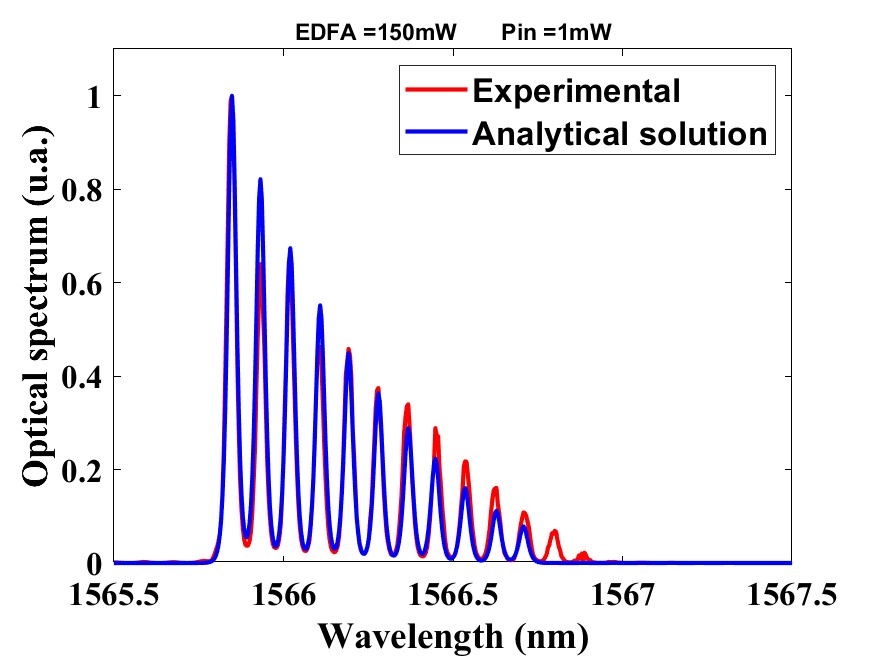 EDFA =150mW Pin =1mW
Experimental
Analytical solution
Optical spectrum (u.a.)
1
0.8
0.6
0.4
0.2
0
1565.5 1566 1566.5 1567 1567.5
Wavelength (nm)